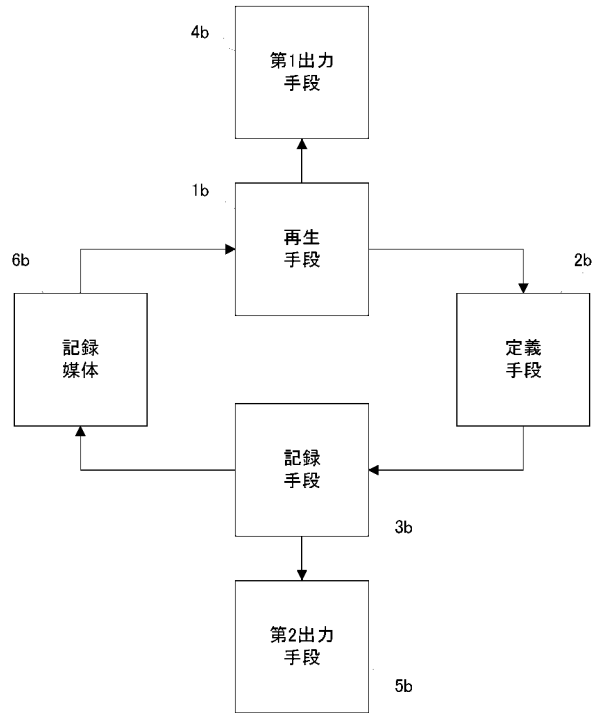 4b
第1出力
手段
1b
再生
手段
6b
2b
記録
媒体
定義
手段
記録
手段
3b
第2出力
手段
5b